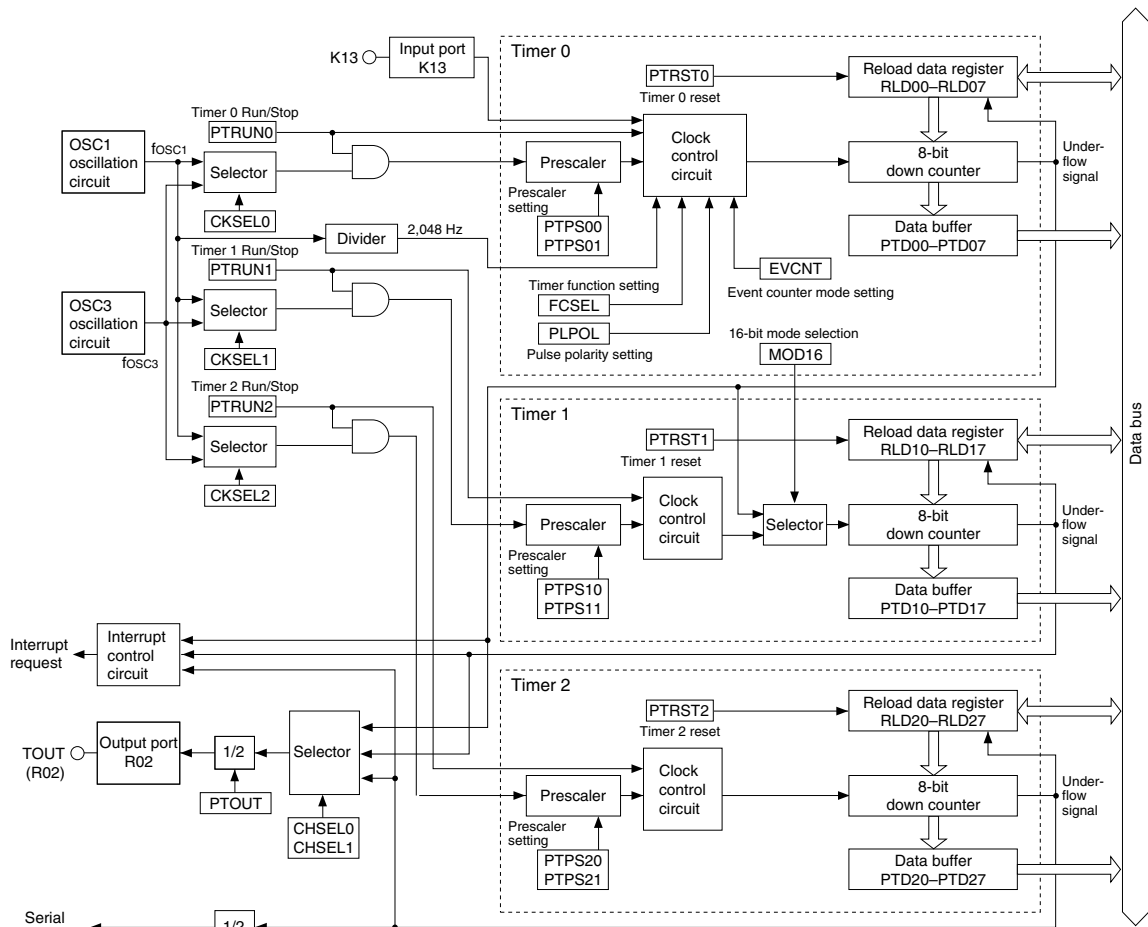 Timer 0
K13
Input port
K13
PTRST0
Timer 0 reset
Reload data register
RLD00–RLD07
Timer 0 Run/Stop
PTRUN0
OSC1
oscillation
circuit
fOSC1
Selector
CKSEL0
Prescaler
Prescaler
setting
PTPS00
PTPS01
Clock
control
circuit
8-bit
down counter
Under-
flow
signal
Data buffer
PTD00–PTD07
Divider
2,048 Hz
Timer 1 Run/Stop
PTRUN1
EVCNT
Event counter mode setting
Timer function setting
FCSEL
PLPOL
Pulse polarity setting
16-bit mode selection
MOD16
OSC3
oscillation
circuit
fOSC3
Selector
CKSEL1
Timer 2 Run/Stop
PTRUN2
Selector
CKSEL2
Timer 1
PTRST1
Timer 1 reset
Reload data register
RLD10–RLD17
Prescaler
Prescaler
setting
PTPS10
PTPS11
Clock
control
circuit
Selector
8-bit
down counter
Under-
flow
signal
Data buffer
PTD10–PTD17
Data bus
Interrupt
request
Interrupt
control
circuit
Timer 2
PTRST2
Timer 2 reset
Reload data register
RLD20–RLD27
TOUT
(R02)
Output port
R02
1/2
PTOUT
Selector
CHSEL0
CHSEL1
Prescaler
Prescaler
setting
PTPS20
PTPS21
Clock
control
circuit
8-bit
down counter
Under-
flow
signal
Data buffer
PTD20–PTD27
Serial
1/2